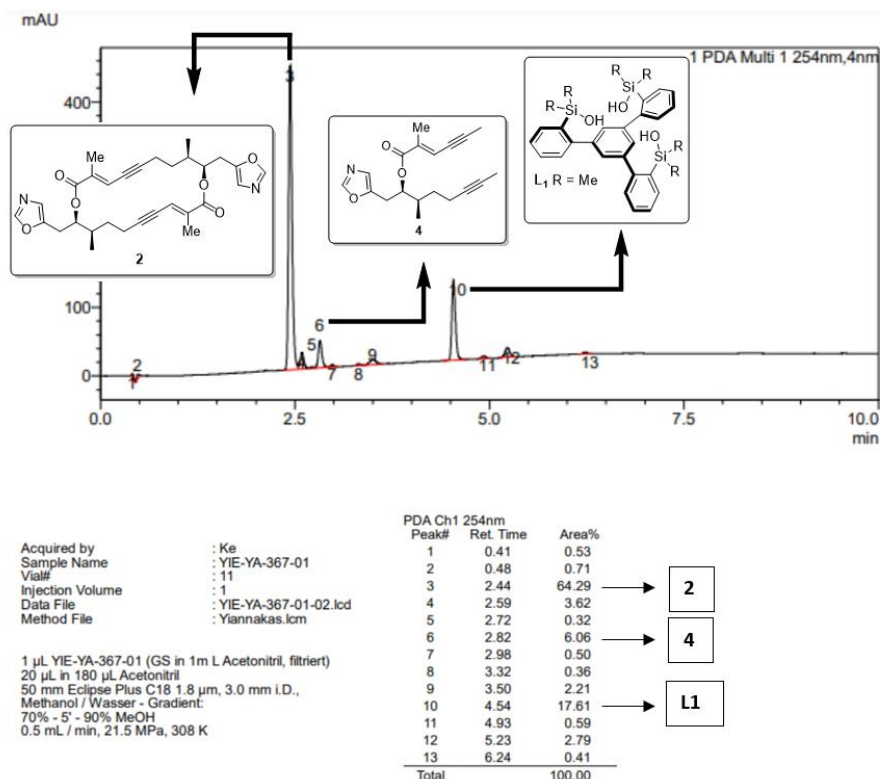 mAU
1 PDA Multi 1 254nm,4nm
400
100
0
0.0
2.5
5.0
7.5
10.0
min
3
2
1
5
6
7
8
9
10
11
12
13
Me
O
O
N
O
O
N
O
O
Me
2
Me
O
O
N
O
4
R
R
Si
HO
R
R
Si
OH
HO
Si
R
R
L1 R = Me
Acquired by : Ke
Sample Name : YIE-YA-367-01
Vial# : 11
Injection Volume : 1
Data File : YIE-YA-367-01-02.lcd
Method File : Yiannakas.lcm
1 µL YIE-YA-367-01 (GS in 1m L Acetonitril, filtriert)
20 µL in 180 µL Acetonitril
50 mm Eclipse Plus C18 1.8 µm, 3.0 mm i.D.,
Methanol / Wasser - Gradient:
70% - 5' - 90% MeOH
0.5 mL / min, 21.5 MPa, 308 K
PDA Ch1 254nm
Peak# Ret. Time Area%
1 0.41 0.53
2 0.48 0.71
3 2.44 64.29
4 2.59 3.62
5 2.72 0.32
6 2.82 6.06
7 2.98 0.50
8 3.32 0.36
9 3.50 2.21
10 4.54 17.61
11 4.93 0.59
12 5.23 2.79
13 6.24 0.41
Total 100.00
2
4
L1